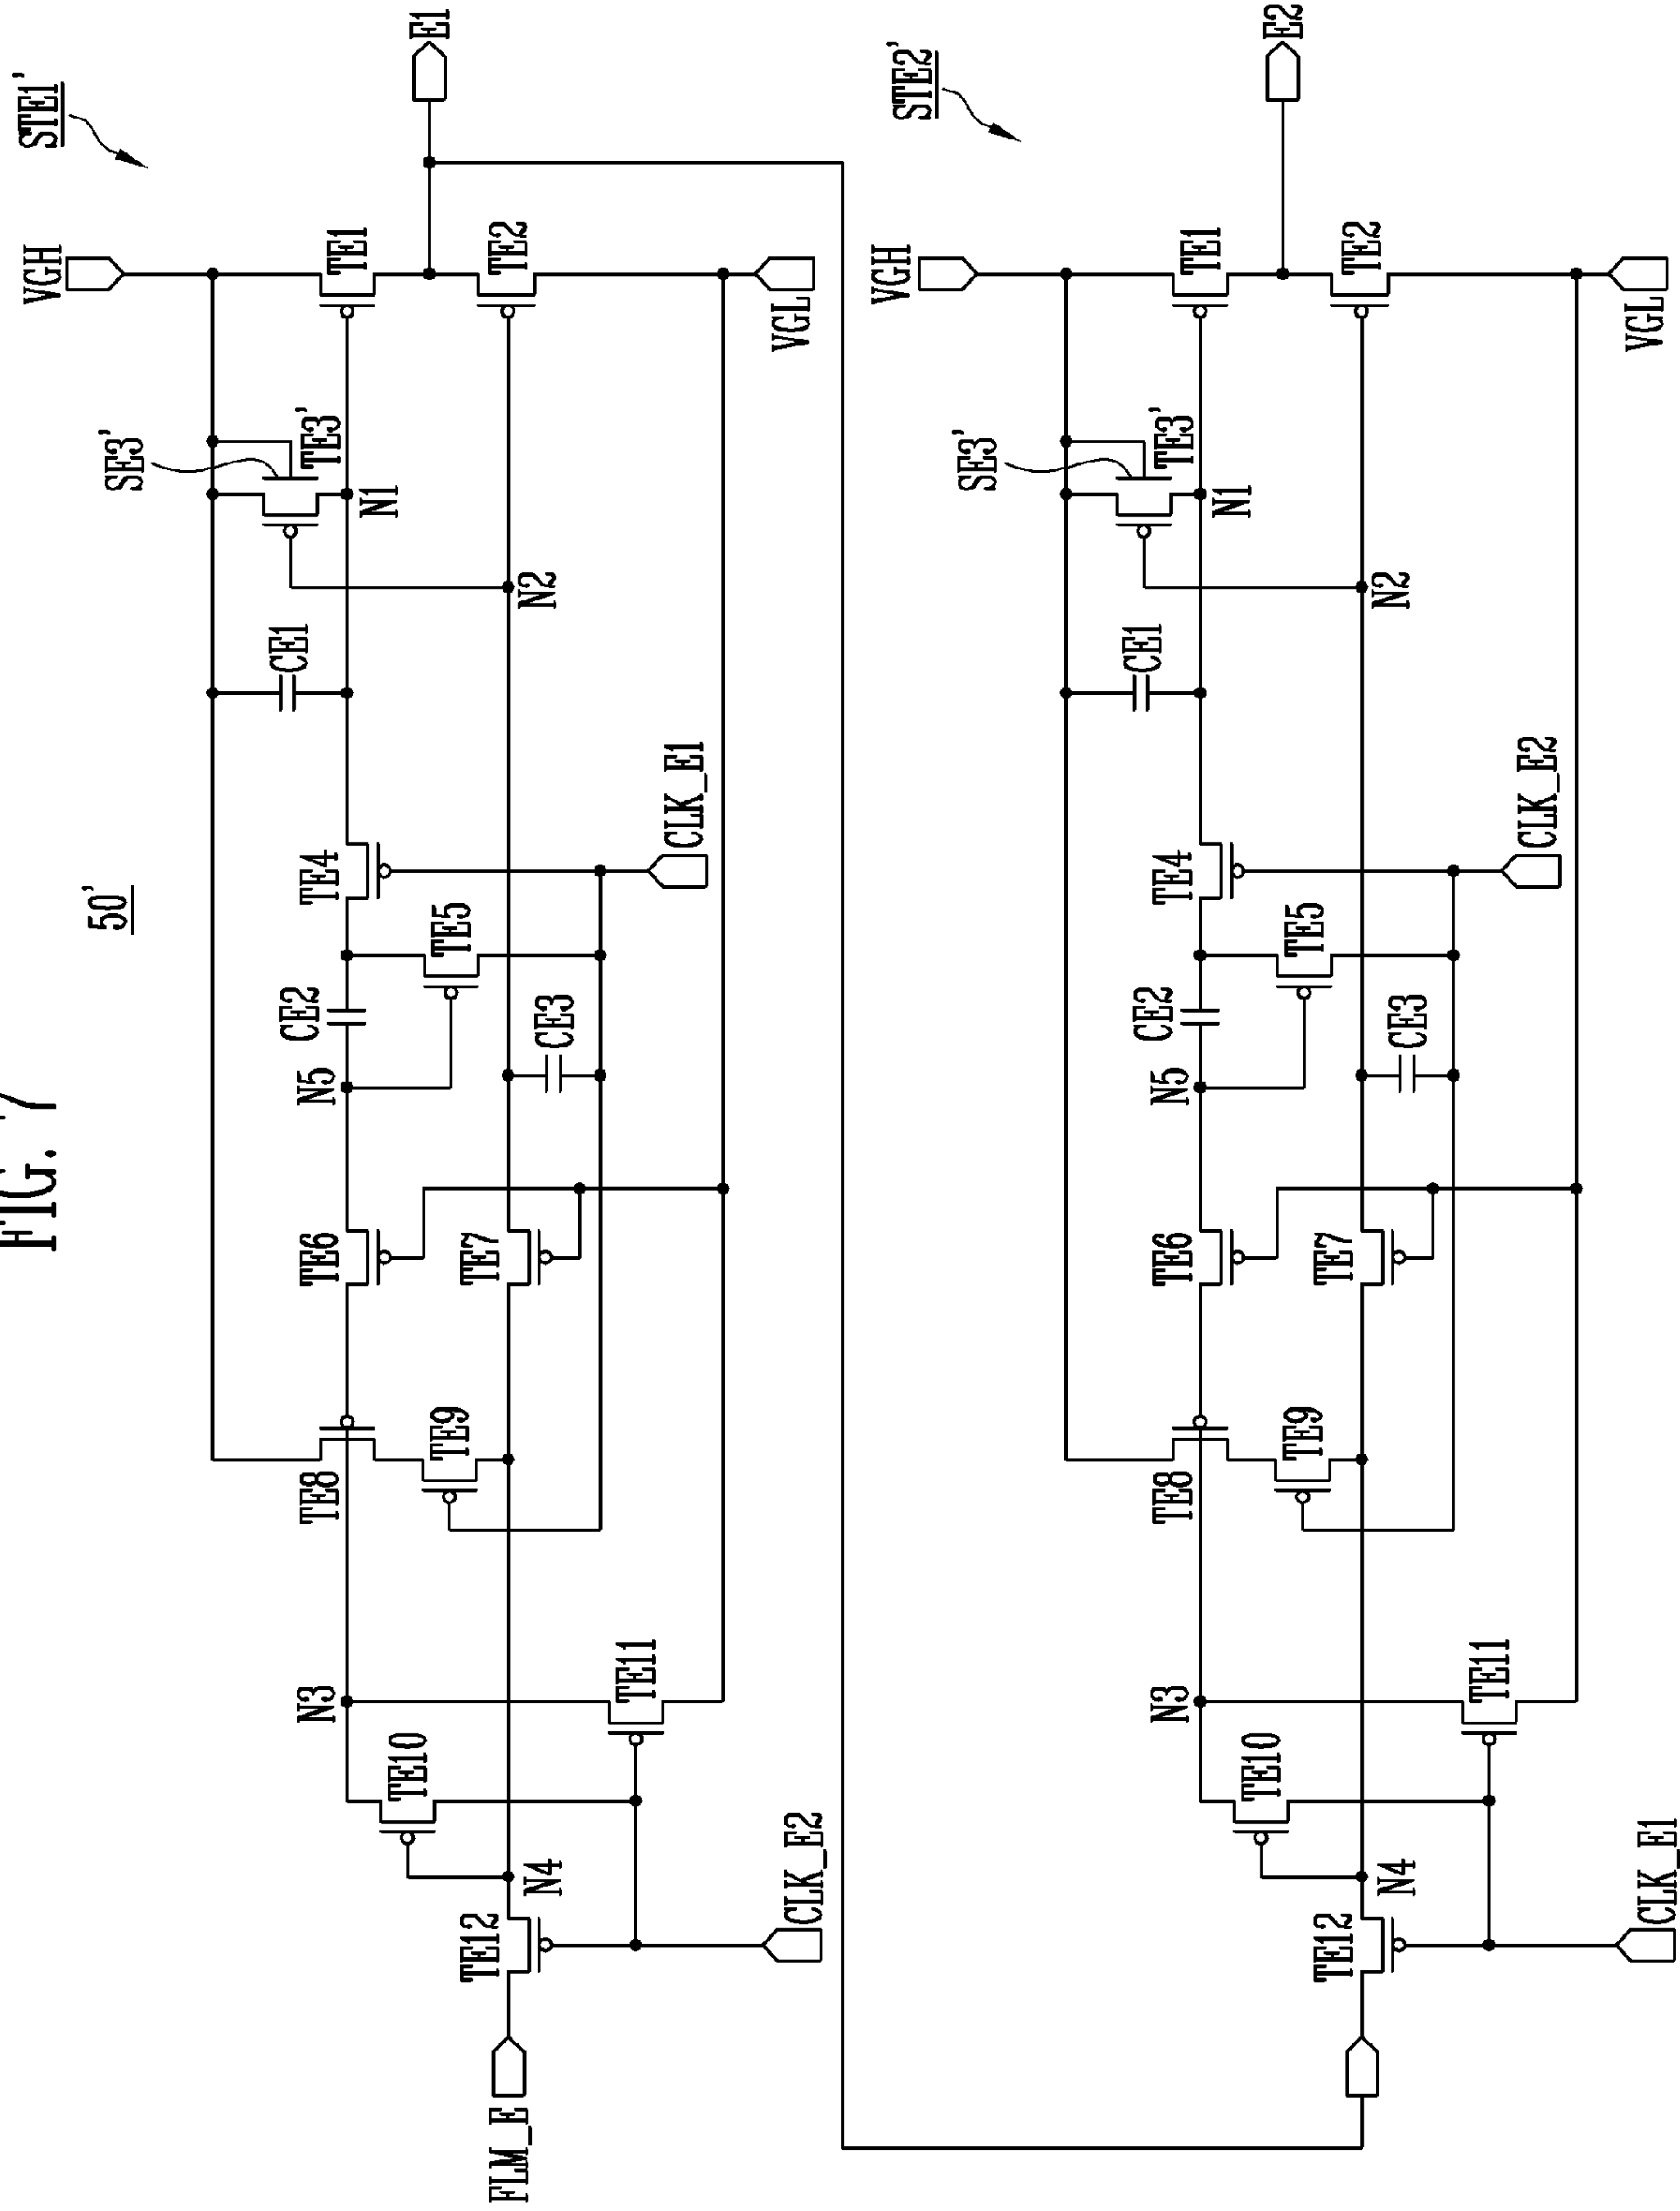 FIG. 7
50'
STE1'
VGH
E1
SE3'
TE3'
TE1
CE1
N1
TE4
CE2
N5
TE6
TE8
N3
TE5
TE2
N2
TE9
TE10
TE7
CE3
FLM_E
TE12
N4
TE11
CLK_E1
CLK_E2
VGL
STE2'
VGH
E2
SE3'
TE3'
TE1
CE1
N1
TE4
CE2
N5
TE6
TE8
N3
TE5
TE2
N2
TE9
TE10
TE7
CE3
TE12
N4
TE11
CLK_E2
CLK_E1
VGL